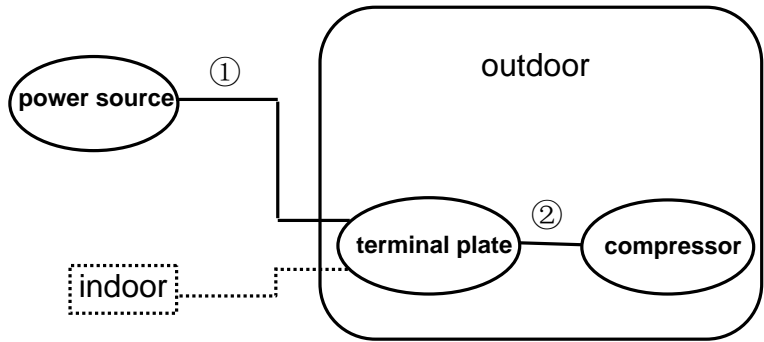 outdoor
①
power source
②
terminal plate
compressor
indoor